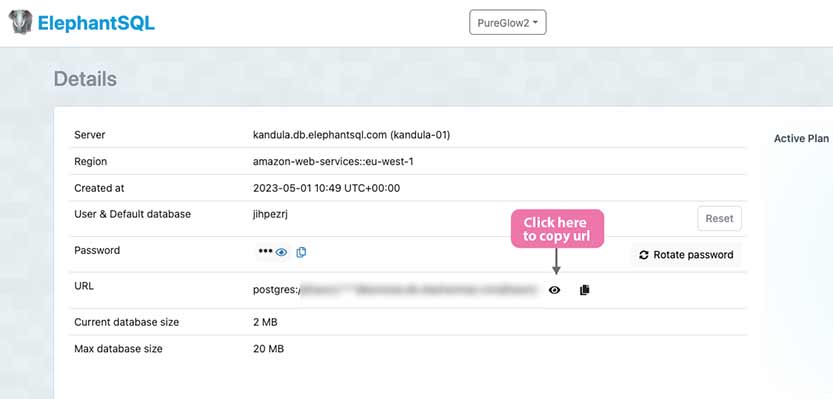 ElephantSQL
PureGlow2
Details
Server kandula.db.elephantsql.com (kandula-01)
Active Plan
Region amazon-web-services::eu-west-1
Created at 2023-05-01 10:49 UTC+00:00
User & Default database jihpezrj
Reset
Click here
to copy url
Password •••
Rotate password
URL postgres:/
Current database size 2 MB
Max database size 20 MB